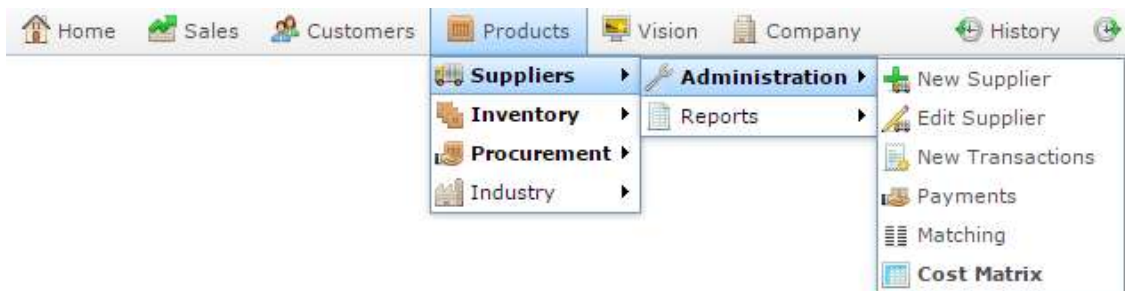 Home Sales Customers Products Vision Company History
Suppliers Administration New Supplier
Inventory Reports Edit Supplier
Procurement New Transactions
Industry Payments
Matching
Cost Matrix